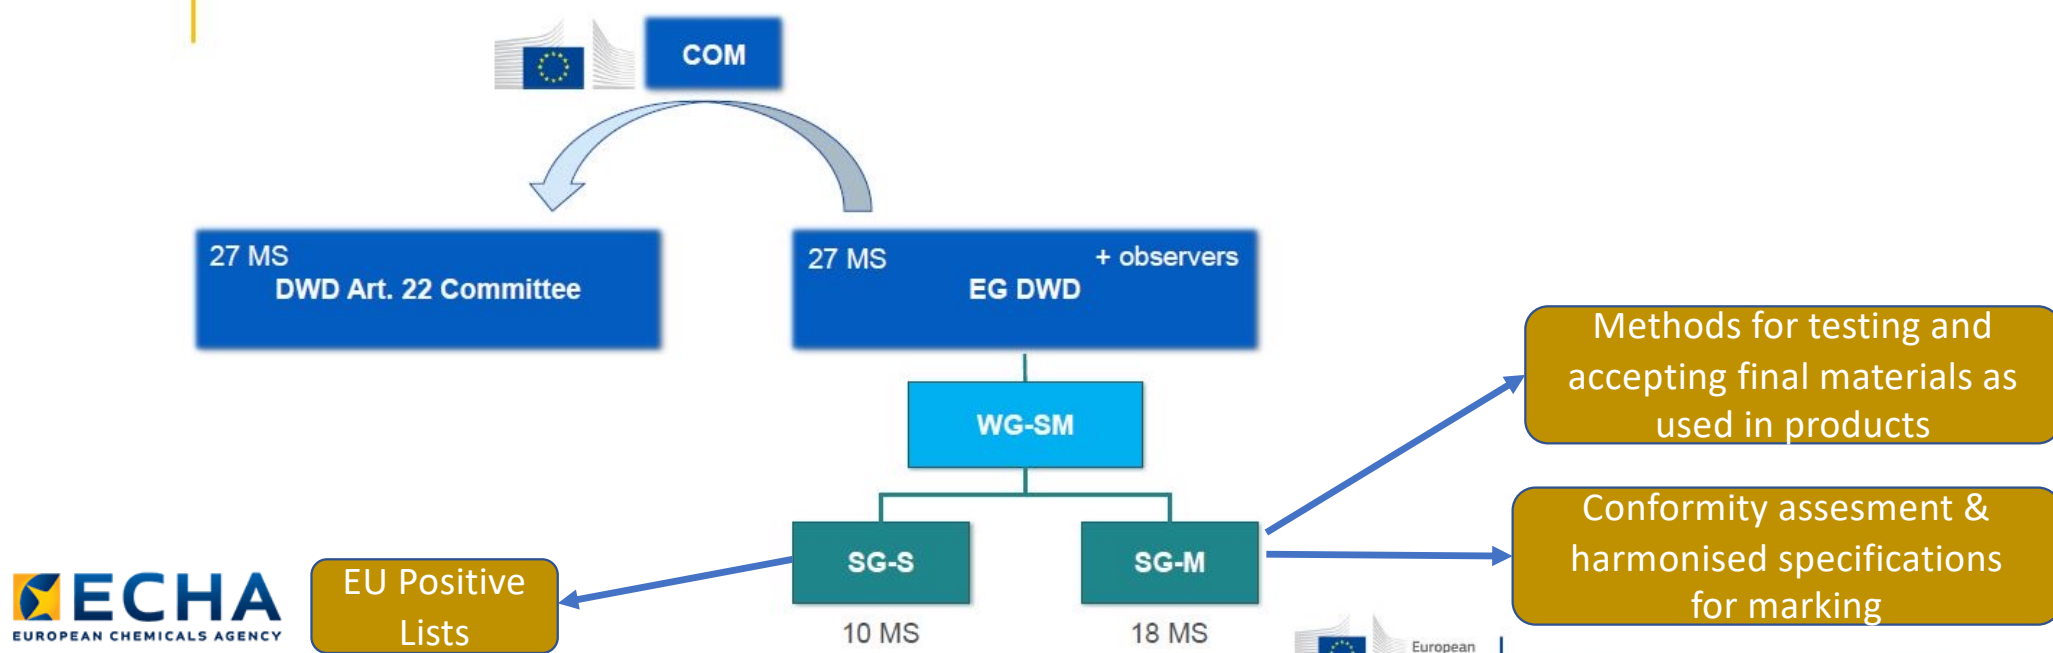 COM
27 MS
DWD Art. 22 Committee
27 MS
+ observers
EG DWD
WG-SM
SG-S
SG-M
10 MS
18 MS
Methods for testing and
accepting final materials as
used in products
Conformity assesment &
harmonised specifications
for marking
EU Positive
Lists
ECHA
EUROPEAN CHEMICALS AGENCY
European